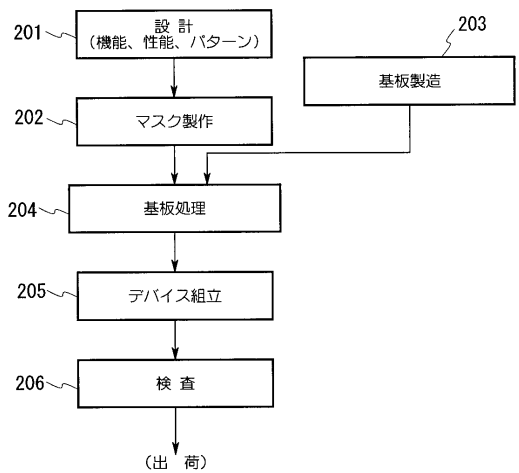 201
設 計
(機能、性能、パターン)
203
基板製造
202
マスク製作
204
基板処理
205
デバイス組立
206
検 査
(出 荷)